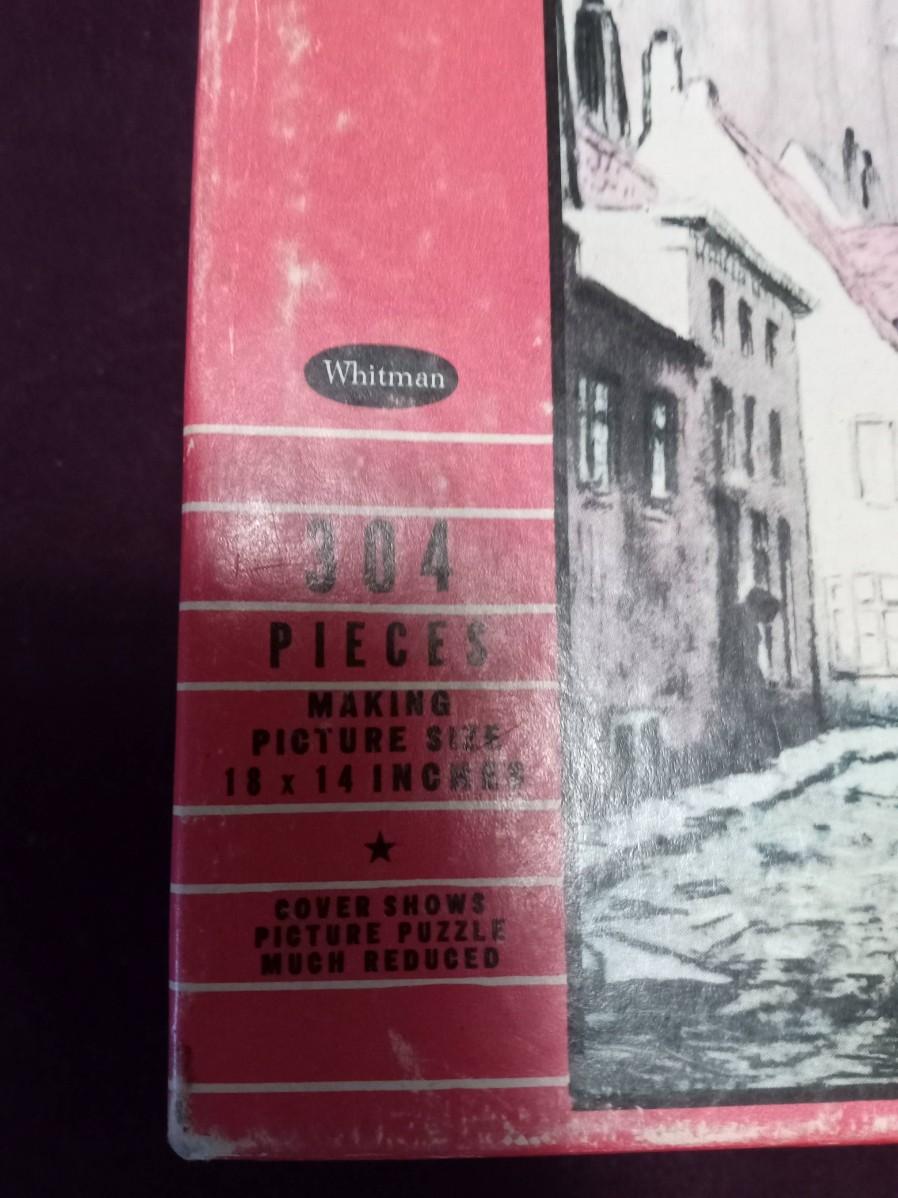 Whitman
304
PIECES
MAKING
PICTURE SIZE
18 x 14 INCHES
★
COVER SHOWS
PICTURE PUZZLE
MUCH REDUCED